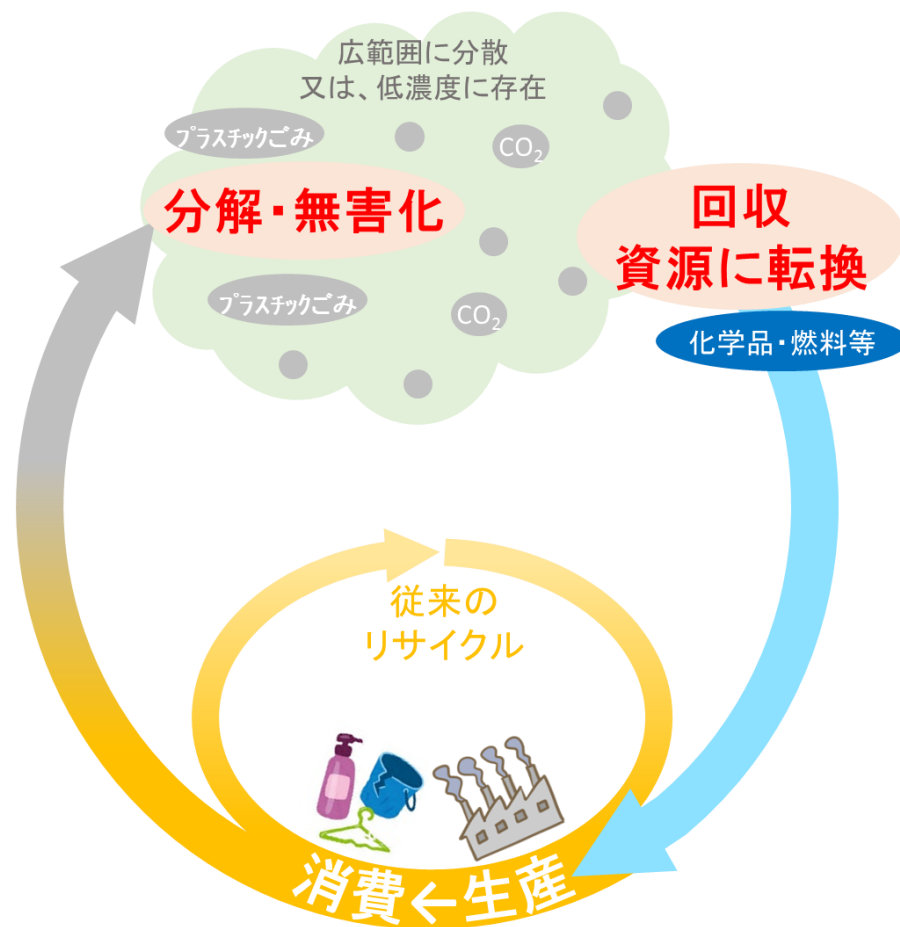 広範囲に分散
又は、低濃度に存在
プラスチックごみ
CO₂
分解・無害化
回収
資源に転換
プラスチックごみ
CO₂
化学品・燃料等
従来の
リサイクル
消費←生産